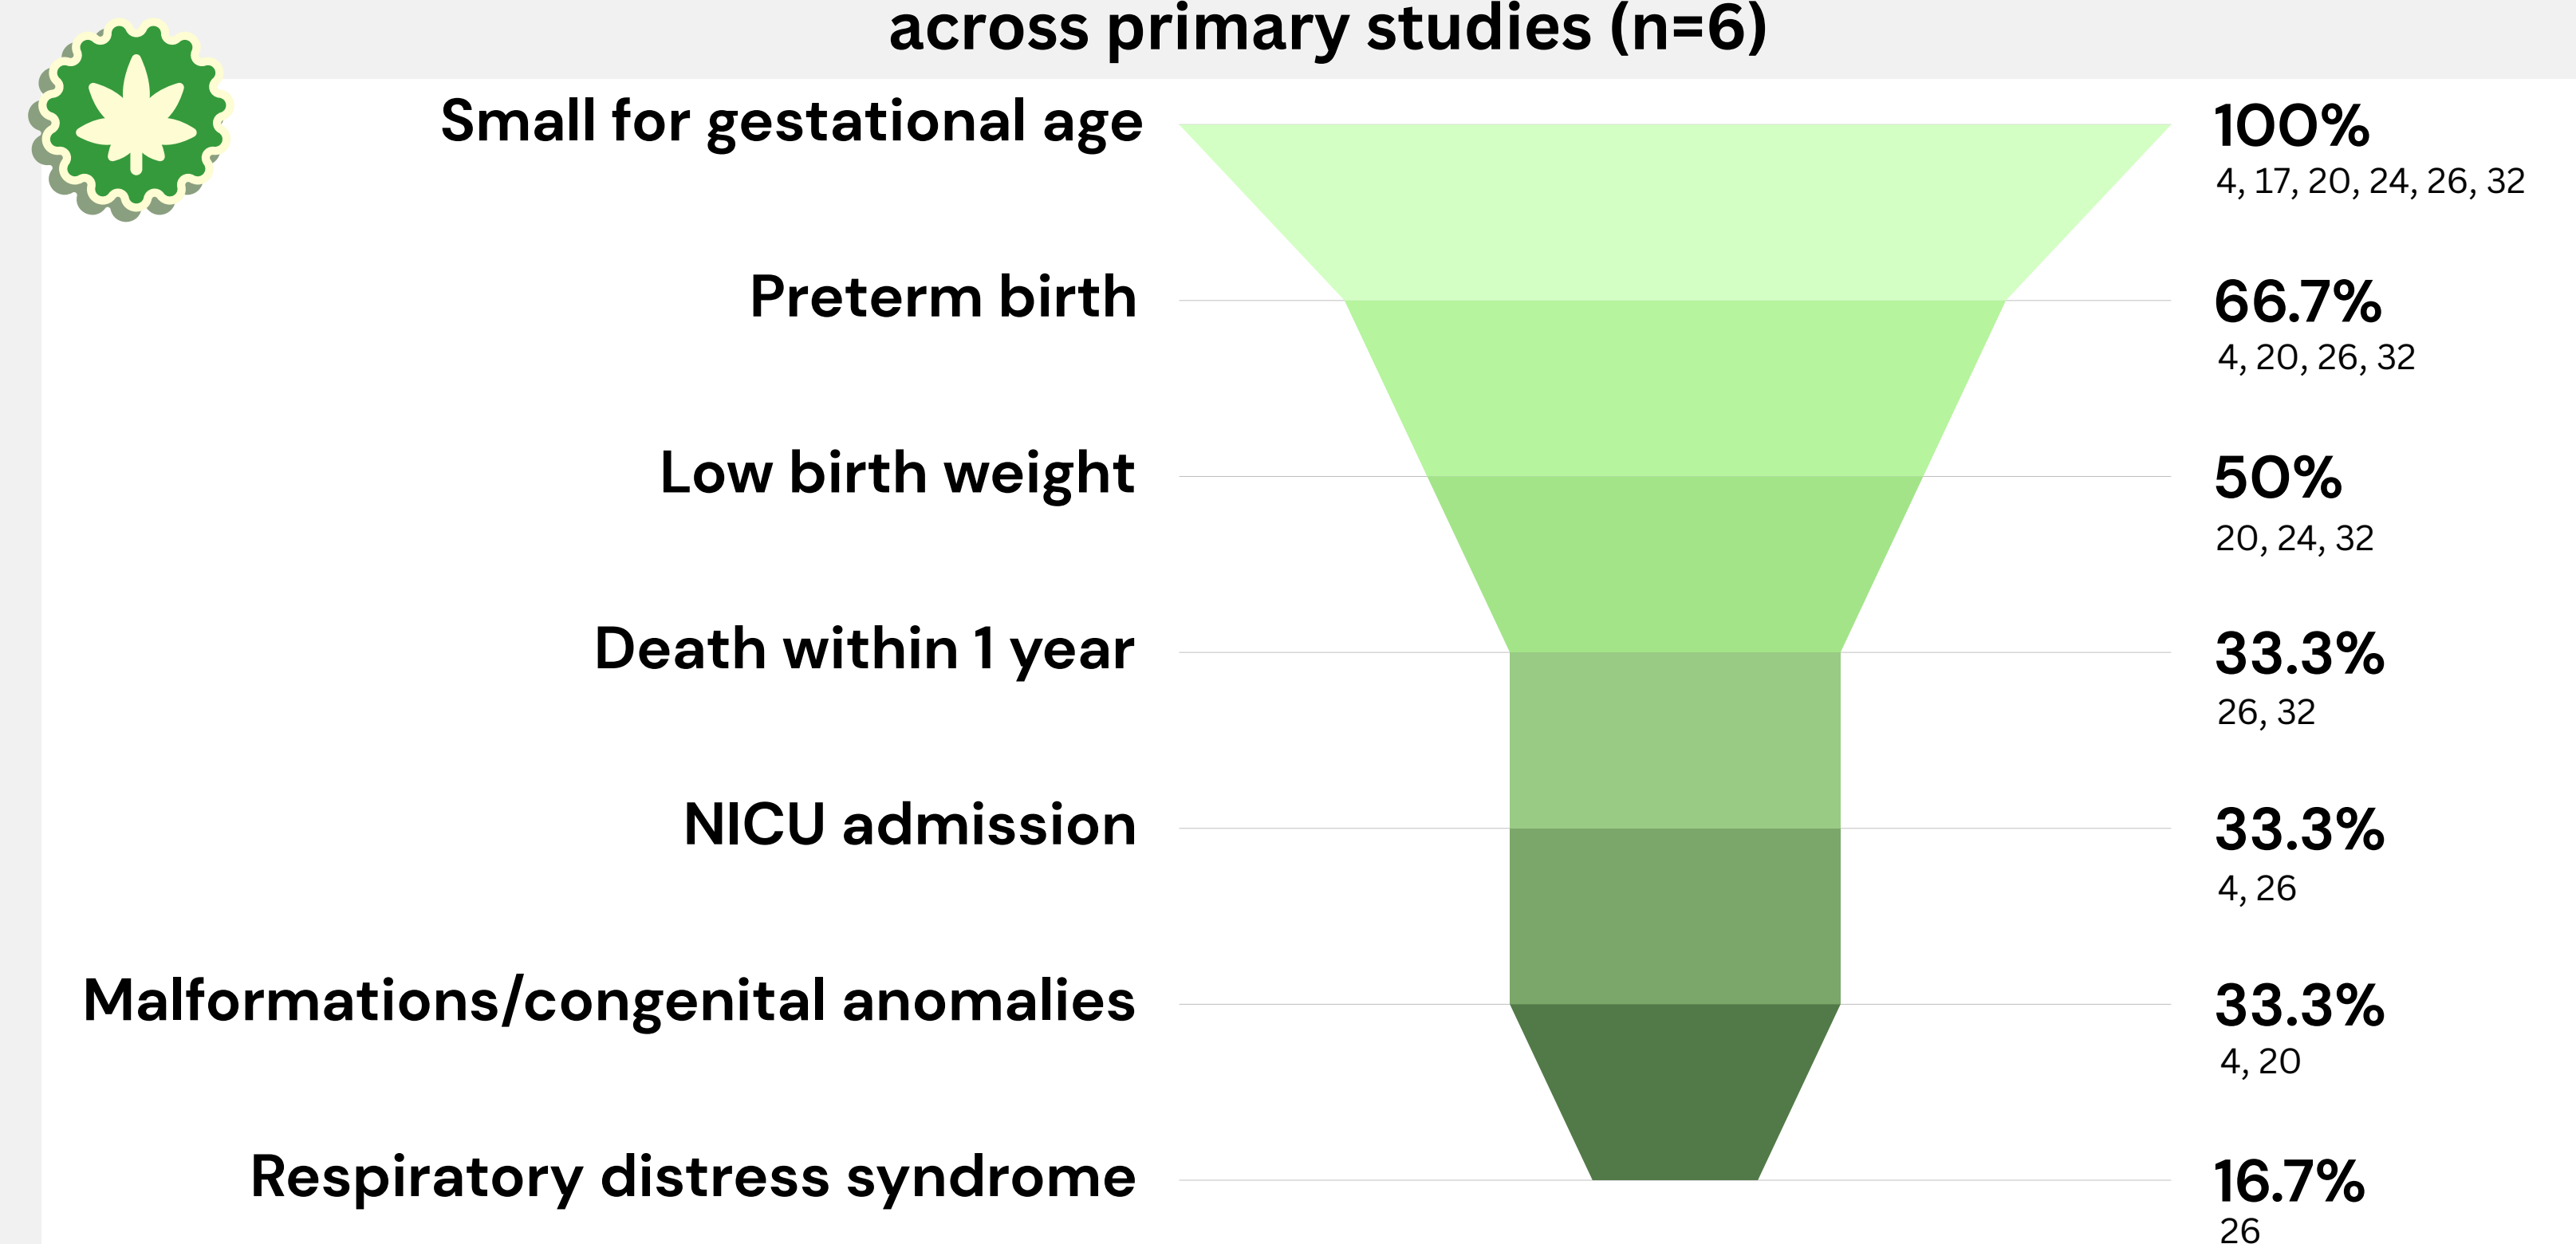 across primary studies (n=6)
Small for gestational age
100%
4, 17, 20, 24, 26, 32
Preterm birth
66.7%
4, 20, 26, 32
Low birth weight
50%
20, 24, 32
Death within 1 year
33.3%
26, 32
NICU admission
33.3%
4, 26
Malformations/congenital anomalies
33.3%
4, 20
Respiratory distress syndrome
16.7%
26